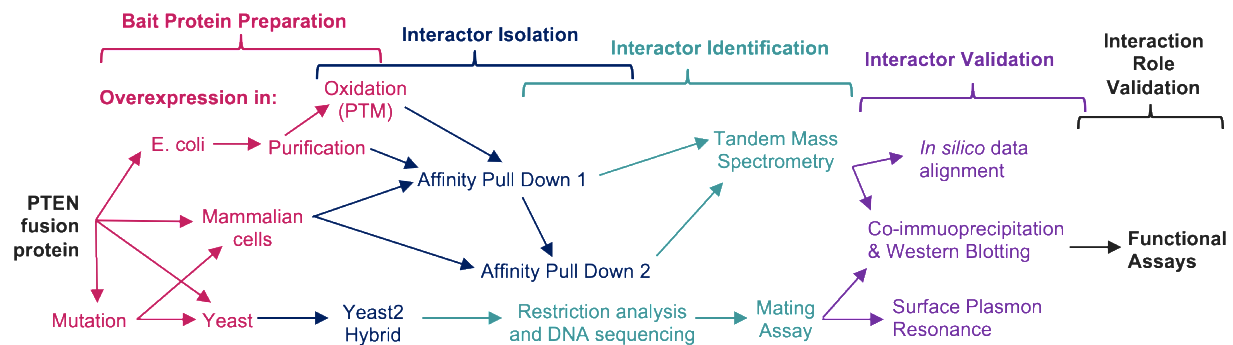 Bait Protein Preparation
Interactor Isolation
Interactor Identification
Interactor Validation
Interaction
Role
Validation
Overexpression in:
Oxidation
(PTM)
E. coli
Purification
Affinity Pull Down 1
Tandem Mass
Spectrometry
In silico data
alignment
PTEN
fusion
protein
Mammalian
cells
Affinity Pull Down 2
Co-immuoprecipitation
& Western Blotting
Functional
Assays
Mutation
Yeast
Yeast2
Hybrid
Restriction analysis
and DNA sequencing
Mating
Assay
Surface Plasmon
Resonance